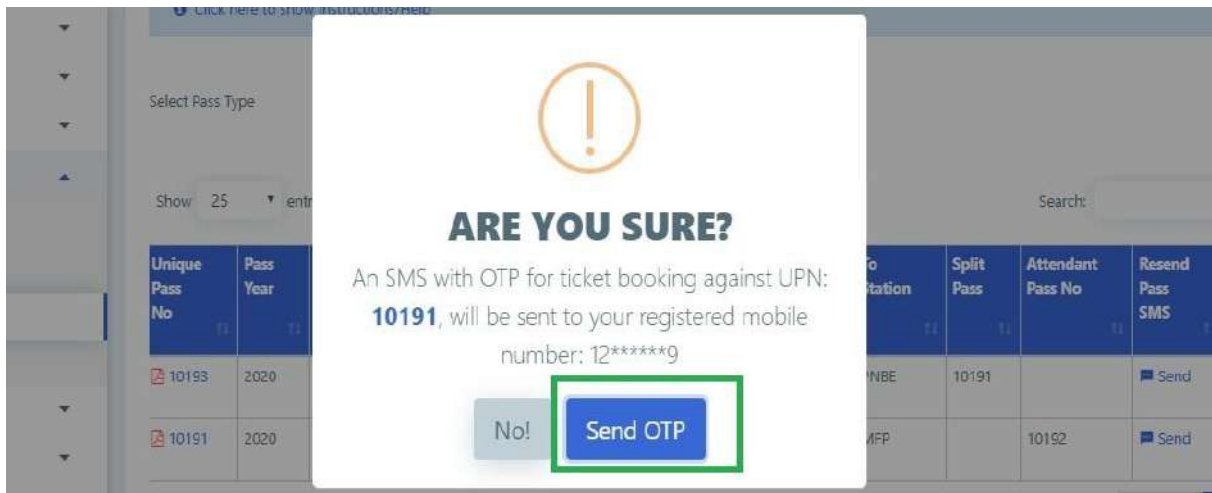 Click here to show Instructions/Help
Select Pass Type
Show 25 entr
Search:
ARE YOU SURE?
An SMS with OTP for ticket booking against UPN:
10191, will be sent to your registered mobile
number: 12******9
No! Send OTP
Unique Pass No
Pass Year
To Station
Split Pass
Attendant Pass No
Resend Pass SMS
10193 2020 PNBE 10191 Send
10191 2020 MFP 10192 Send